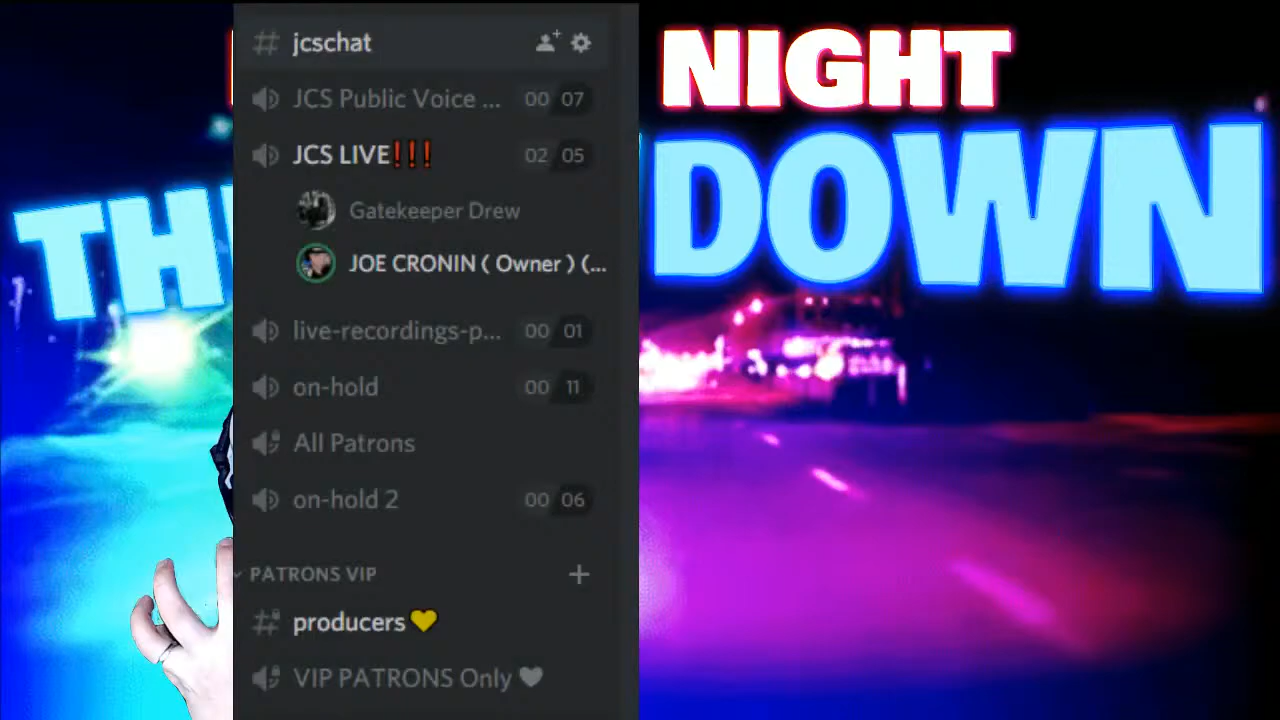 NIGHT
TH
DOWN
# jcschat
JCS Public Voice ... 00 07
JCS LIVE!!! 02 05
Gatekeeper Drew
JOE CRONIN ( Owner ) (...
live-recordings-p... 00 01
on-hold 00 11
All Patrons
on-hold 2 00 06
PATRONS VIP +
# producers💛
VIP PATRONS Only 🤍